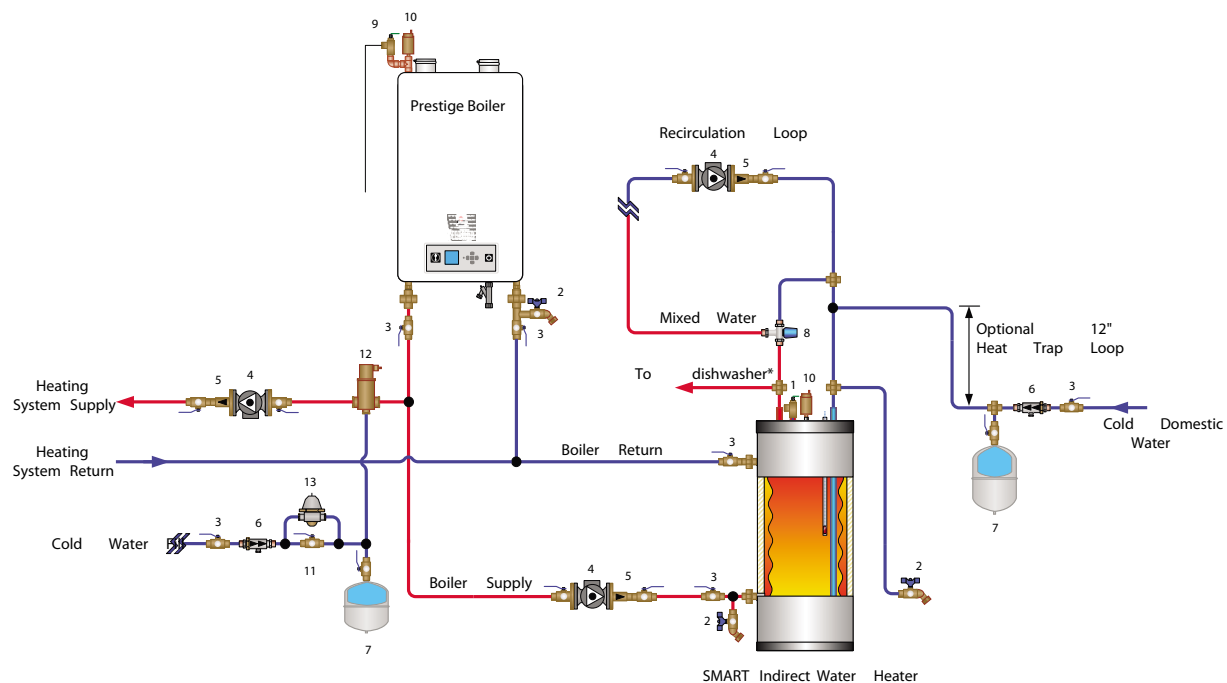 9
10
Prestige Boiler
Recirculation Loop
4
5
2
3
3
Mixed Water
8
Optional 12"
Heat Trap Loop
12
To dishwasher*
1
10
Heating
System Supply
5
4
6
3
Cold Domestic
Water
Heating
System Return
Boiler Return
3
13
3
6
Cold Water
11
7
7
Boiler Supply
4
5
3
2
2
SMART Indirect Water Heater